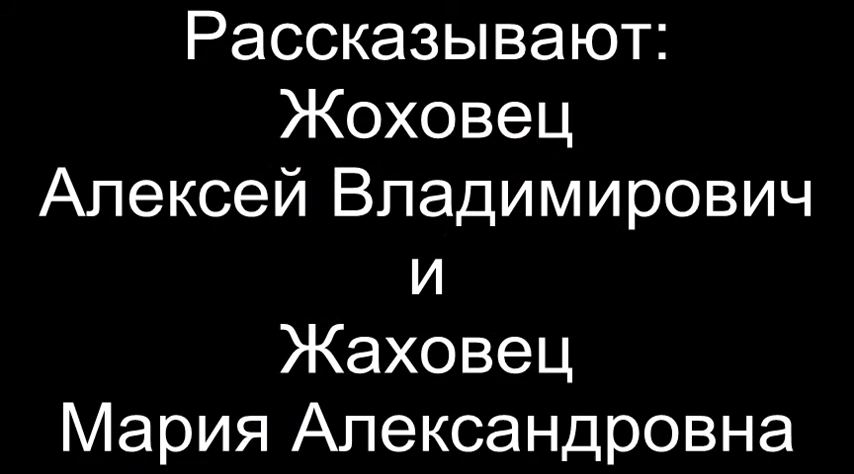 Рассказывают:
Жоховец
Алексей Владимирович
и
Жаховец
Мария Александровна